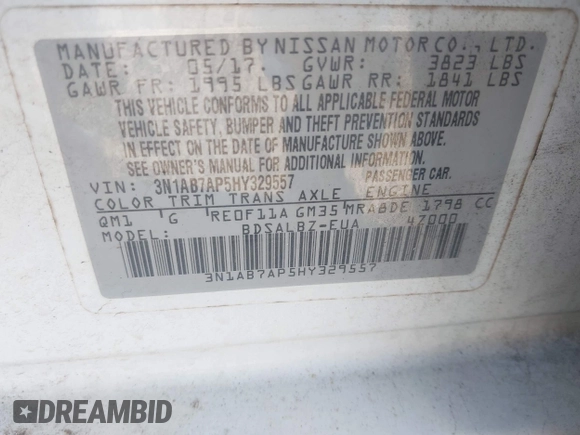 MANUFACTURED BY NISSAN MOTOR CO., LTD.
DATE: 05/17. GVWR: 3823 LBS
GAWR FR: 1995 LBS GAWR RR: 1841 LBS
THIS VEHICLE CONFORMS TO ALL APPLICABLE FEDERAL MOTOR
VEHICLE SAFETY, BUMPER AND THEFT PREVENTION STANDARDS
IN EFFECT ON THE DATE OF MANUFACTURE SHOWN ABOVE.
SEE OWNER'S MANUAL FOR ADDITIONAL INFORMATION.
VIN: 3N1AB7AP5HY329557 PASSENGER CAR.
COLOR TRIM TRANS AXLE ENGINE
QM1 G RE0F11A GM35 MRABDE 1798 CC
MODEL: BDSALBZ-EUA 47000
3N1AB7AP5HY329557
DREAMBID